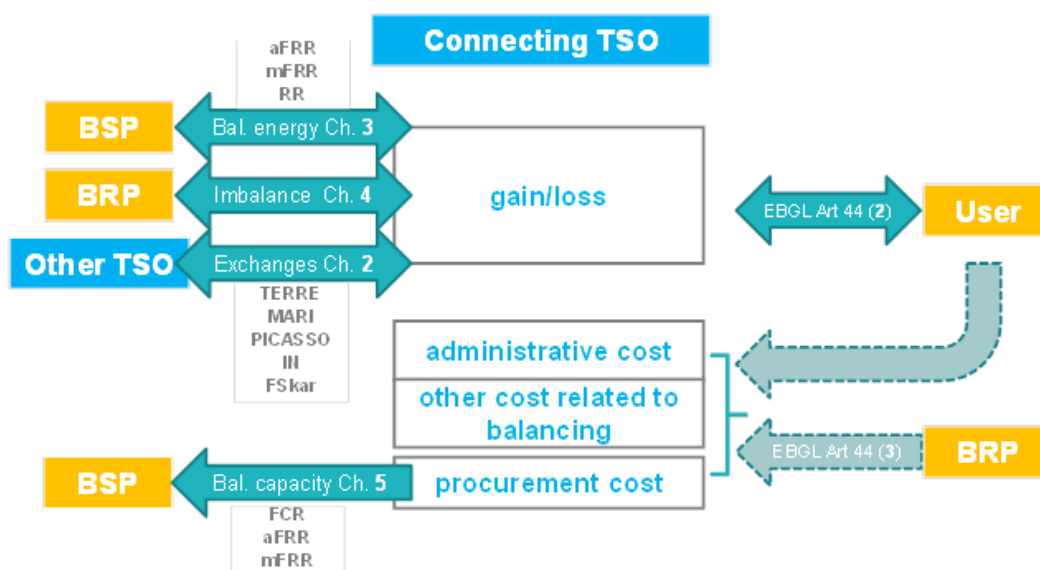 Connecting TSO
aFRR
mFRR
RR
BSP
Bal. energy Ch. 3
BRP
Imbalance Ch. 4
gain/loss
EBGL Art 44 (2)
User
Other TSO
Exchanges Ch. 2
TERRE
MARI
PICASSO
IN
FSkar
administrative cost
other cost related to
balancing
EBGL Art 44 (3)
BRP
BSP
Bal. capacity Ch. 5
procurement cost
FCR
aFRR
mFRR